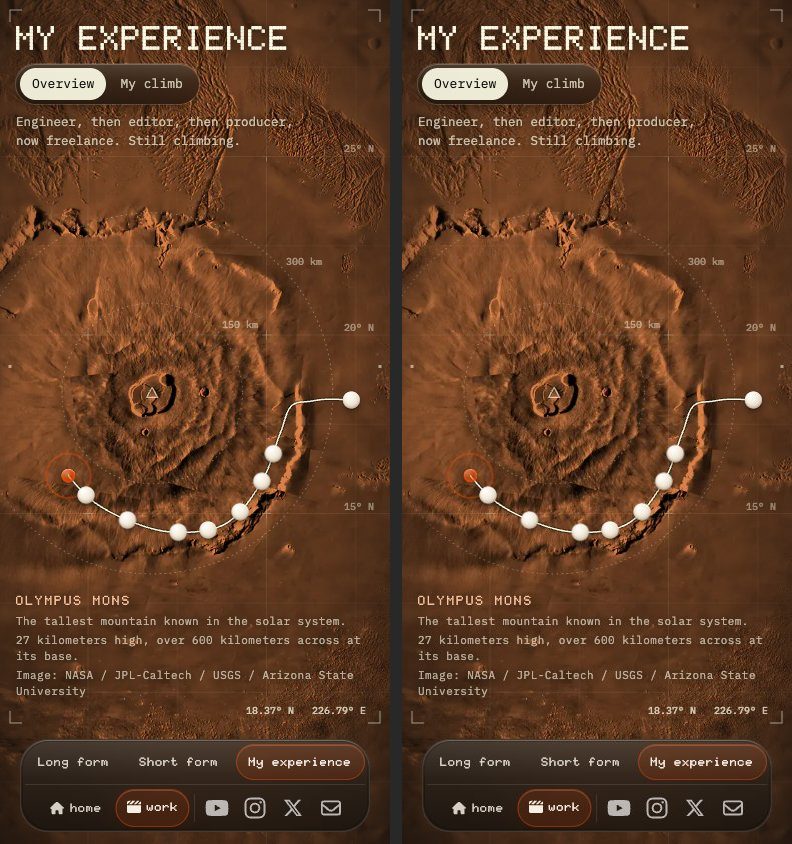 MY EXPERIENCE
Overview My climb
Engineer, then editor, then producer,
now freelance. Still climbing.
25° N
300 km
150 km
20° N
15° N
OLYMPUS MONS
The tallest mountain known in the solar system.
27 kilometers high, over 600 kilometers across at
its base.
Image: NASA / JPL-Caltech / USGS / Arizona State
University
18.37° N 226.79° E
Long form Short form My experience
home work
MY EXPERIENCE
Overview My climb
Engineer, then editor, then producer,
now freelance. Still climbing.
25° N
300 km
150 km
20° N
15° N
OLYMPUS MONS
The tallest mountain known in the solar system.
27 kilometers high, over 600 kilometers across at
its base.
Image: NASA / JPL-Caltech / USGS / Arizona State
University
18.37° N 226.79° E
Long form Short form My experience
home work